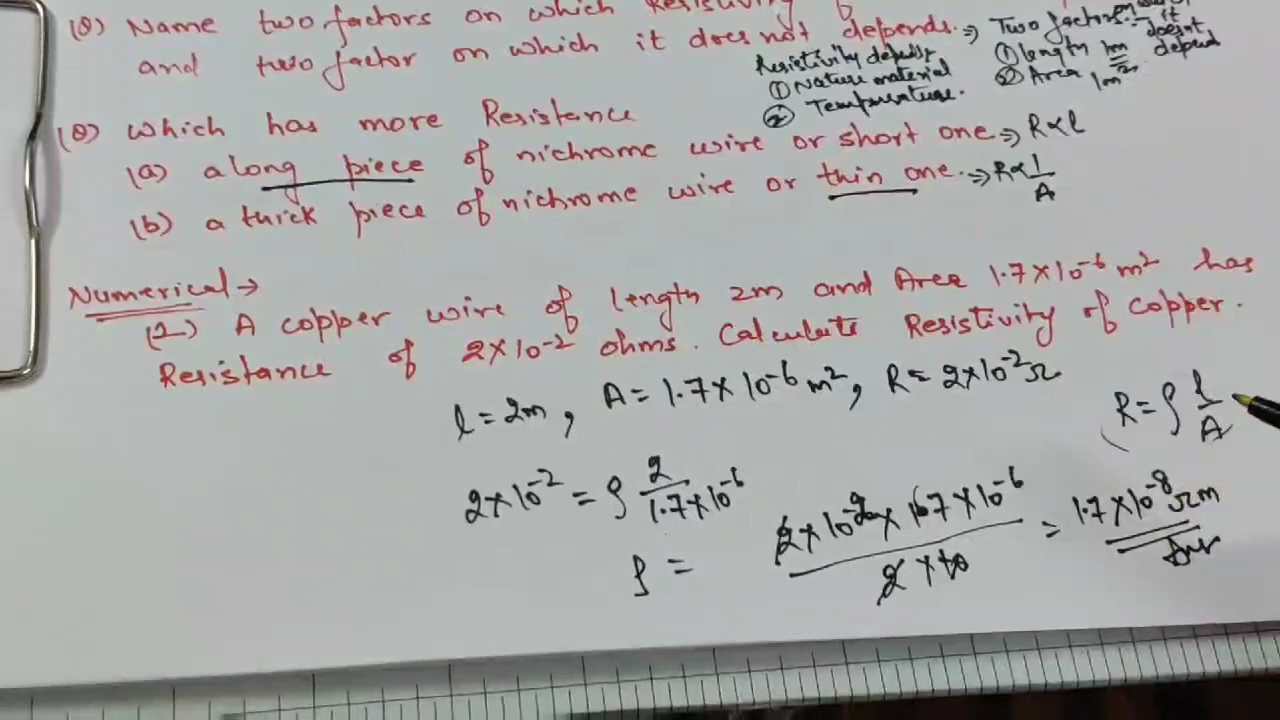 (Q) Name two factors on which Resistivity
and two factor on which it does not depends. ⇒ Two factors
it
doesnt
depend
Resistivity depends
① Nature material
② Temperature.
① length 1m
② Area 1m²
(Q) which has more Resistance
(a) a long piece of nichrome wire or short one ⇒ R∝l
(b) a thick piece of nichrome wire or thin one. ⇒ R∝ 1/A
Numerical →
(2) A copper wire of length 2m and Area 1.7×10⁻⁶ m² has
Resistance of 2×10⁻² ohms. Calculate Resistivity of copper.
l = 2m, A = 1.7×10⁻⁶ m², R = 2×10⁻² Ω
R = ρ l/A
2×10⁻² = ρ 2/1.7×10⁻⁶
ρ = 2×10⁻² × 17×10⁻⁶ / 2×10 = 1.7×10⁻⁸ Ωm
Ans